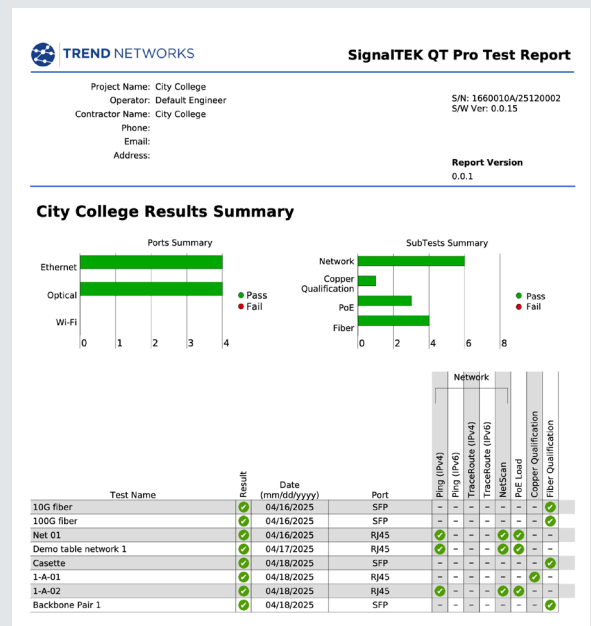 TREND NETWORKS
SignalTEK QT Pro Test Report
Project Name: City College
Operator: Default Engineer
Contractor Name: City College
Phone:
Email:
Address:
S/N: 1660010A/25120002
S/W Ver: 0.0.15
Report Version
0.0.1
City College Results Summary
Ports Summary
Ethernet
Optical
Wi-Fi
0 1 2 3 4
Pass
Fail
SubTests Summary
Network
Copper
Qualification
PoE
Fiber
0 2 4 6 8
Pass
Fail
Network
Test Name Result Date (mm/dd/yyyy) Port Ping (IPv4) Ping (IPv6) TraceRoute (IPv4) TraceRoute (IPv6) NetScan PoE Load Copper Qualification Fiber Qualification
10G fiber 04/16/2025 SFP - - - - - - -
100G fiber 04/16/2025 SFP - - - - - - -
Net 01 04/16/2025 RJ45 - - - - -
Demo table network 1 04/17/2025 RJ45 - - - - -
Casette 04/18/2025 SFP - - - - - - -
1-A-01 04/18/2025 RJ45 - - - - - - -
1-A-02 04/18/2025 RJ45 - - - - -
Backbone Pair 1 04/18/2025 SFP - - - - - - -